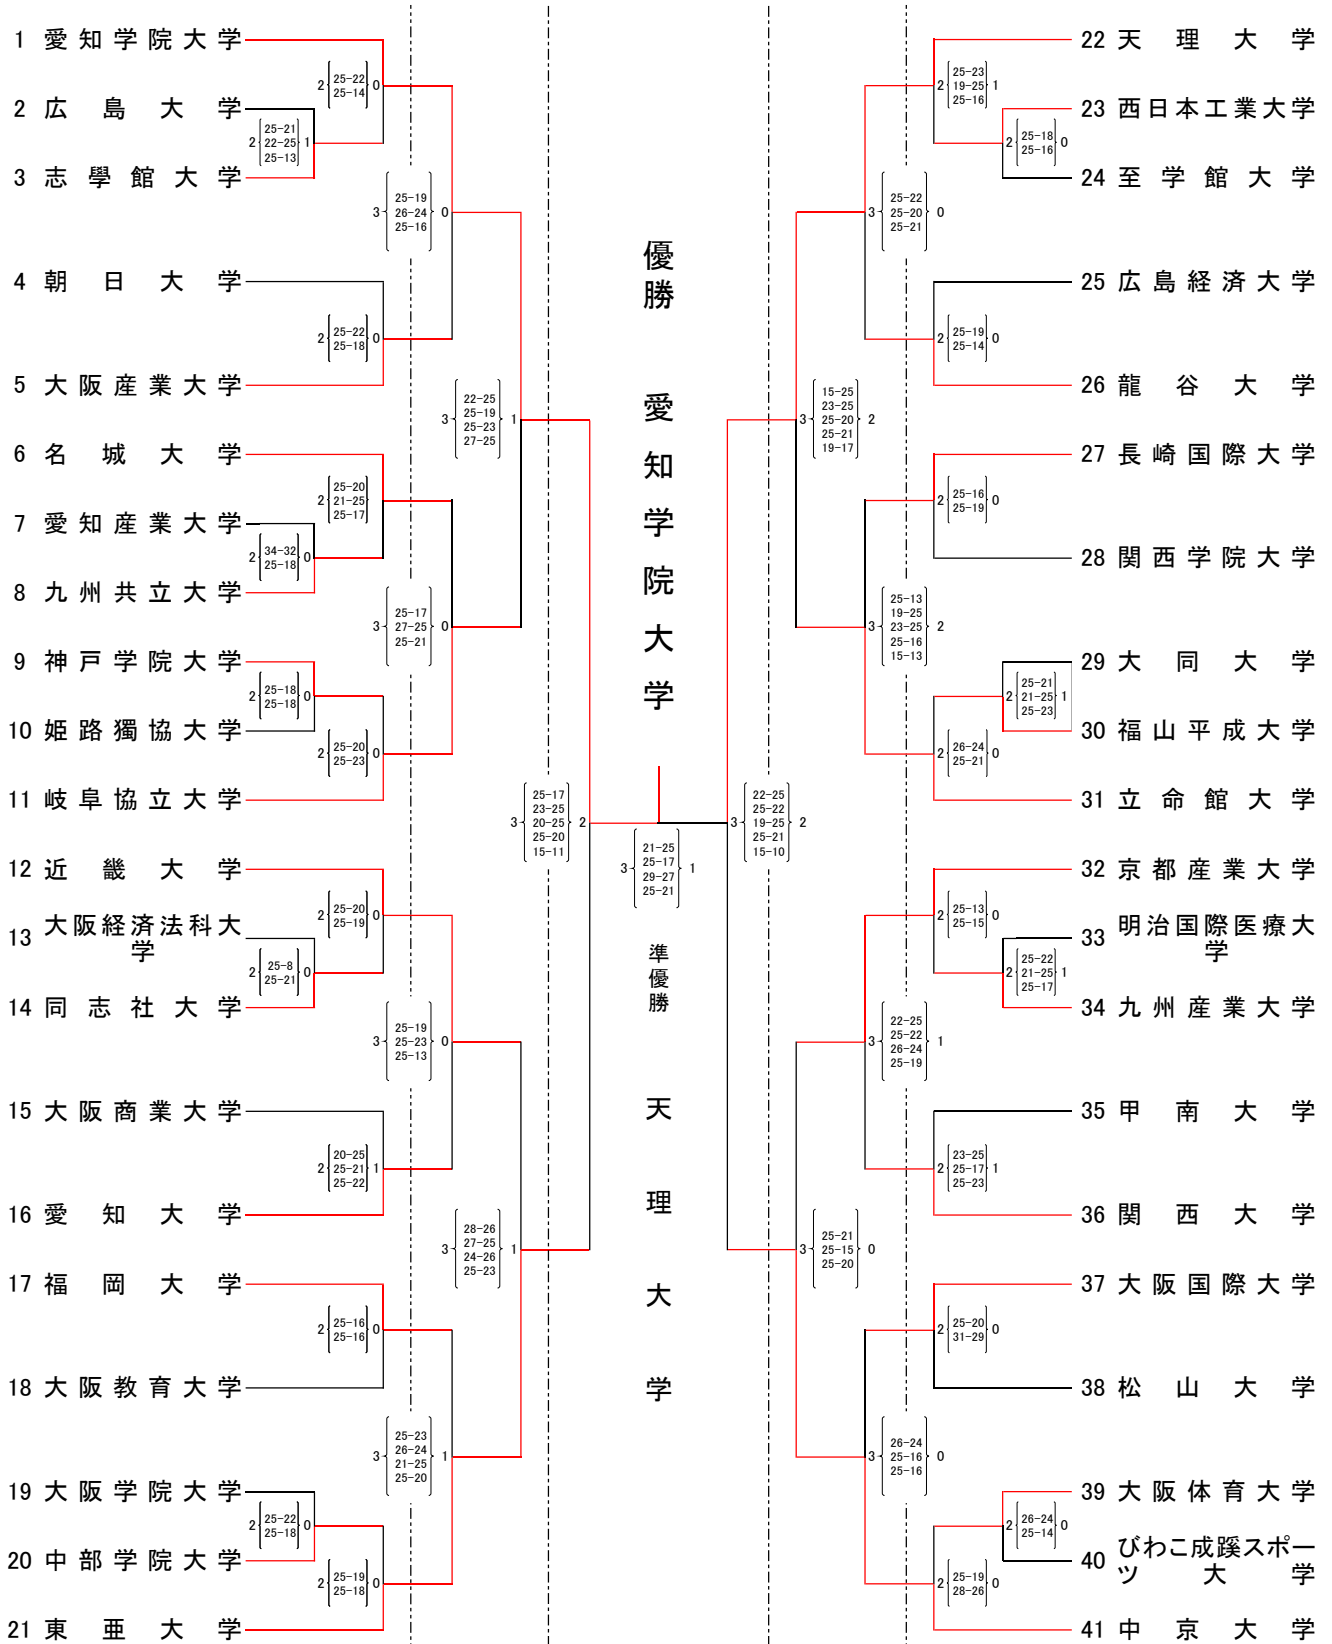 1 愛知学院大学
2 広島大学
3 志學館大学
4 朝日大学
5 大阪産業大学
6 名城大学
7 愛知産業大学
8 九州共立大学
9 神戸学院大学
10 姫路獨協大学
11 岐阜協立大学
12 近畿大学
13 大阪経済法科大
学
14 同志社大学
15 大阪商業大学
16 愛知大学
17 福岡大学
18 大阪教育大学
19 大阪学院大学
20 中部学院大学
21 東亜大学
2 25-22 0
25-14
25-21
2 22-25 1
25-13
2 25-22 0
25-18
25-20
2 21-25
25-17
2 34-32 0
25-18
2 25-18 0
25-18
2 25-20 0
25-23
2 25-20 0
25-19
2 25-8 0
25-21
20-25
2 25-21 1
25-22
2 25-16 0
25-16
2 25-22 0
25-18
2 25-19 0
25-18
25-19
3 26-24 0
25-16
25-17
3 27-25 0
25-21
25-19
3 25-23 0
25-13
25-23
3 26-24 1
21-25
25-20
22-25
3 25-19 1
25-23
27-25
28-26
3 27-25 1
24-26
25-23
25-17
23-25
3 20-25 2
25-20
15-11
優勝
愛知学院大学
21-25
3 25-17 1
29-27
25-21
準優勝
天理大学
22-25
25-22
3 19-25 2
25-21
15-10
15-25
23-25
3 25-20 2
25-21
19-17
25-21
3 25-15 0
25-20
25-22
3 25-20 0
25-21
25-13
19-25
3 23-25 2
25-16
15-13
22-25
3 25-22 1
26-24
25-19
26-24
3 25-16 0
25-16
25-23
2 19-25 1
25-16
2 25-18 0
25-16
2 25-19 0
25-14
2 25-16 0
25-19
25-21
2 21-25 1
25-23
2 26-24 0
25-21
2 25-13 0
25-15
25-22
2 21-25 1
25-17
23-25
2 25-17 1
25-23
2 25-20 0
31-29
2 26-24 0
25-14
2 25-19 0
28-26
22 天理大学
23 西日本工業大学
24 至学館大学
25 広島経済大学
26 龍谷大学
27 長崎国際大学
28 関西学院大学
29 大同大学
30 福山平成大学
31 立命館大学
32 京都産業大学
33 明治国際医療大
学
34 九州産業大学
35 甲南大学
36 関西大学
37 大阪国際大学
38 松山大学
39 大阪体育大学
40 びわこ成蹊スポー
ツ大学
41 中京大学